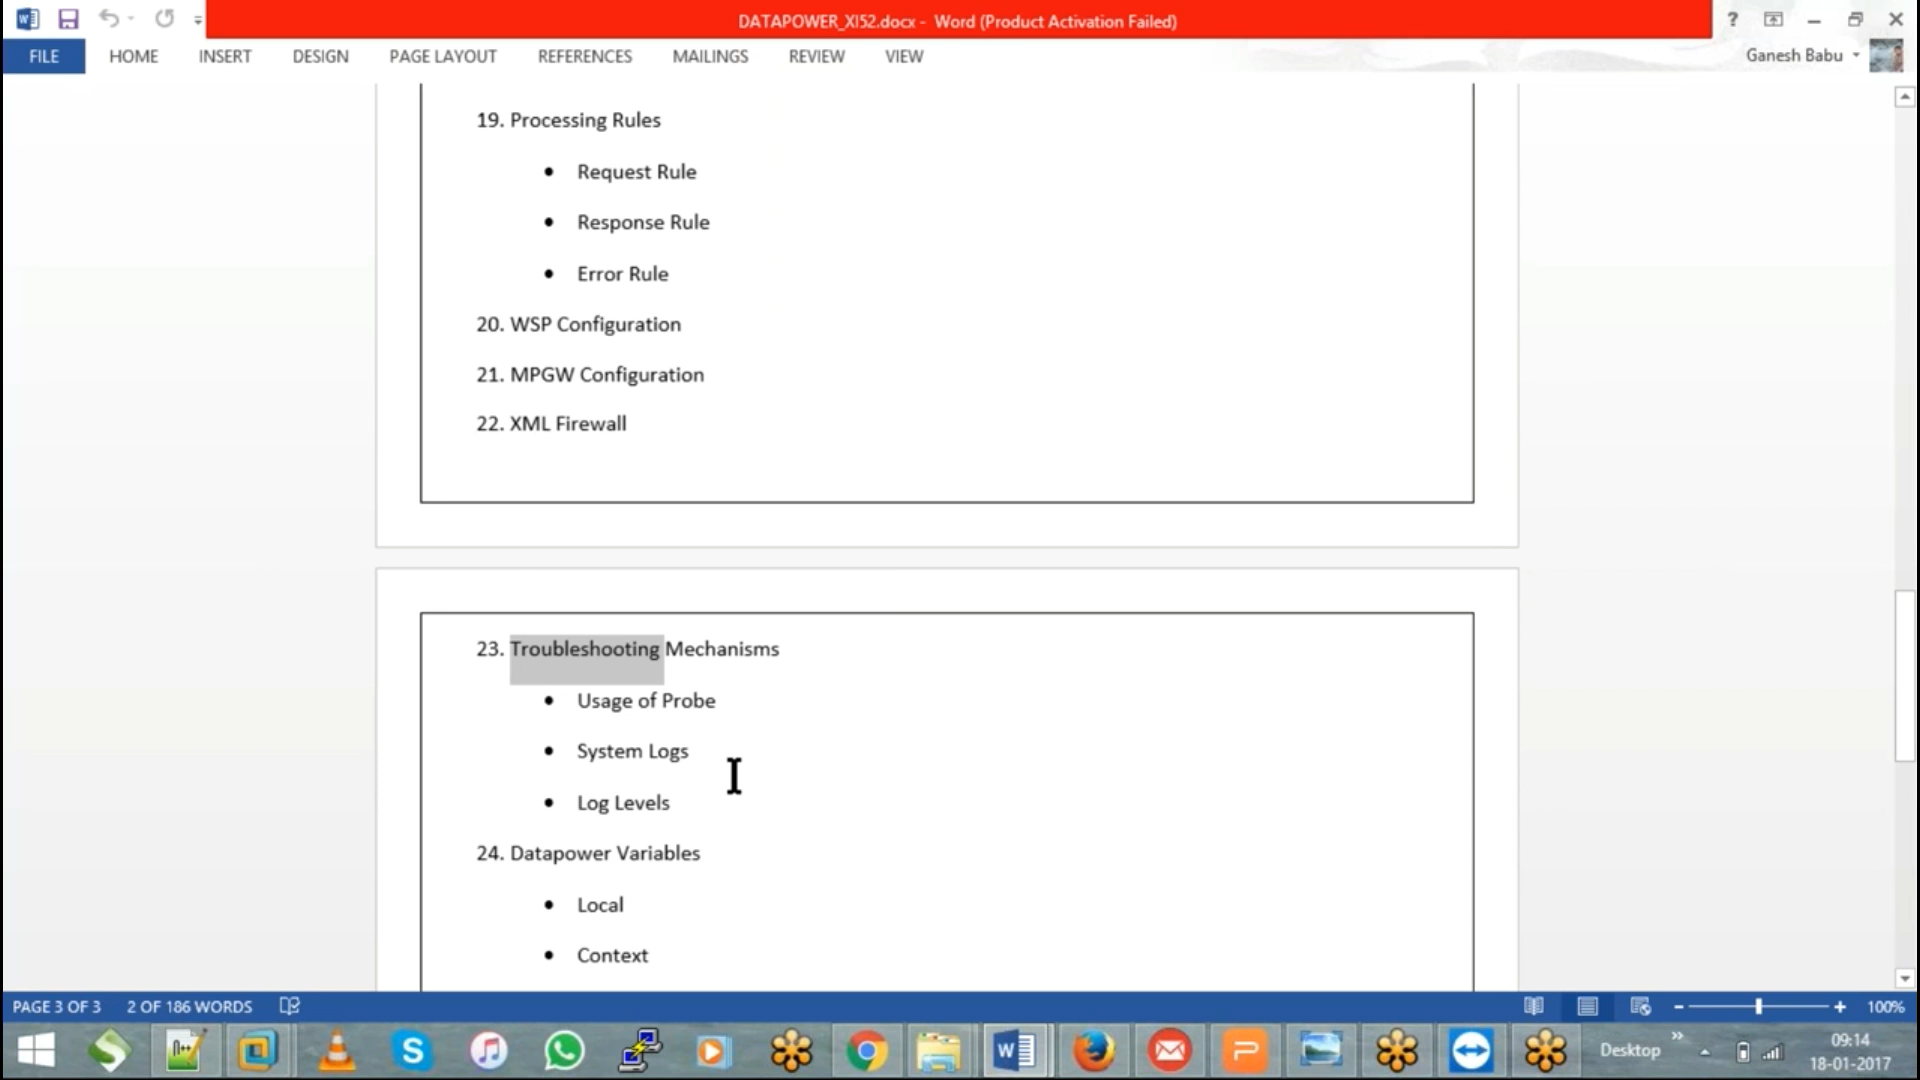 DATAPOWER_XI52.docx - Word (Product Activation Failed)
?
FILE HOME INSERT DESIGN PAGE LAYOUT REFERENCES MAILINGS REVIEW VIEW
Ganesh Babu
19. Processing Rules
• Request Rule
• Response Rule
• Error Rule
20. WSP Configuration
21. MPGW Configuration
22. XML Firewall
23. Troubleshooting Mechanisms
• Usage of Probe
• System Logs
• Log Levels
24. Datapower Variables
• Local
• Context
PAGE 3 OF 3 2 OF 186 WORDS
100%
Desktop
09:14
18-01-2017